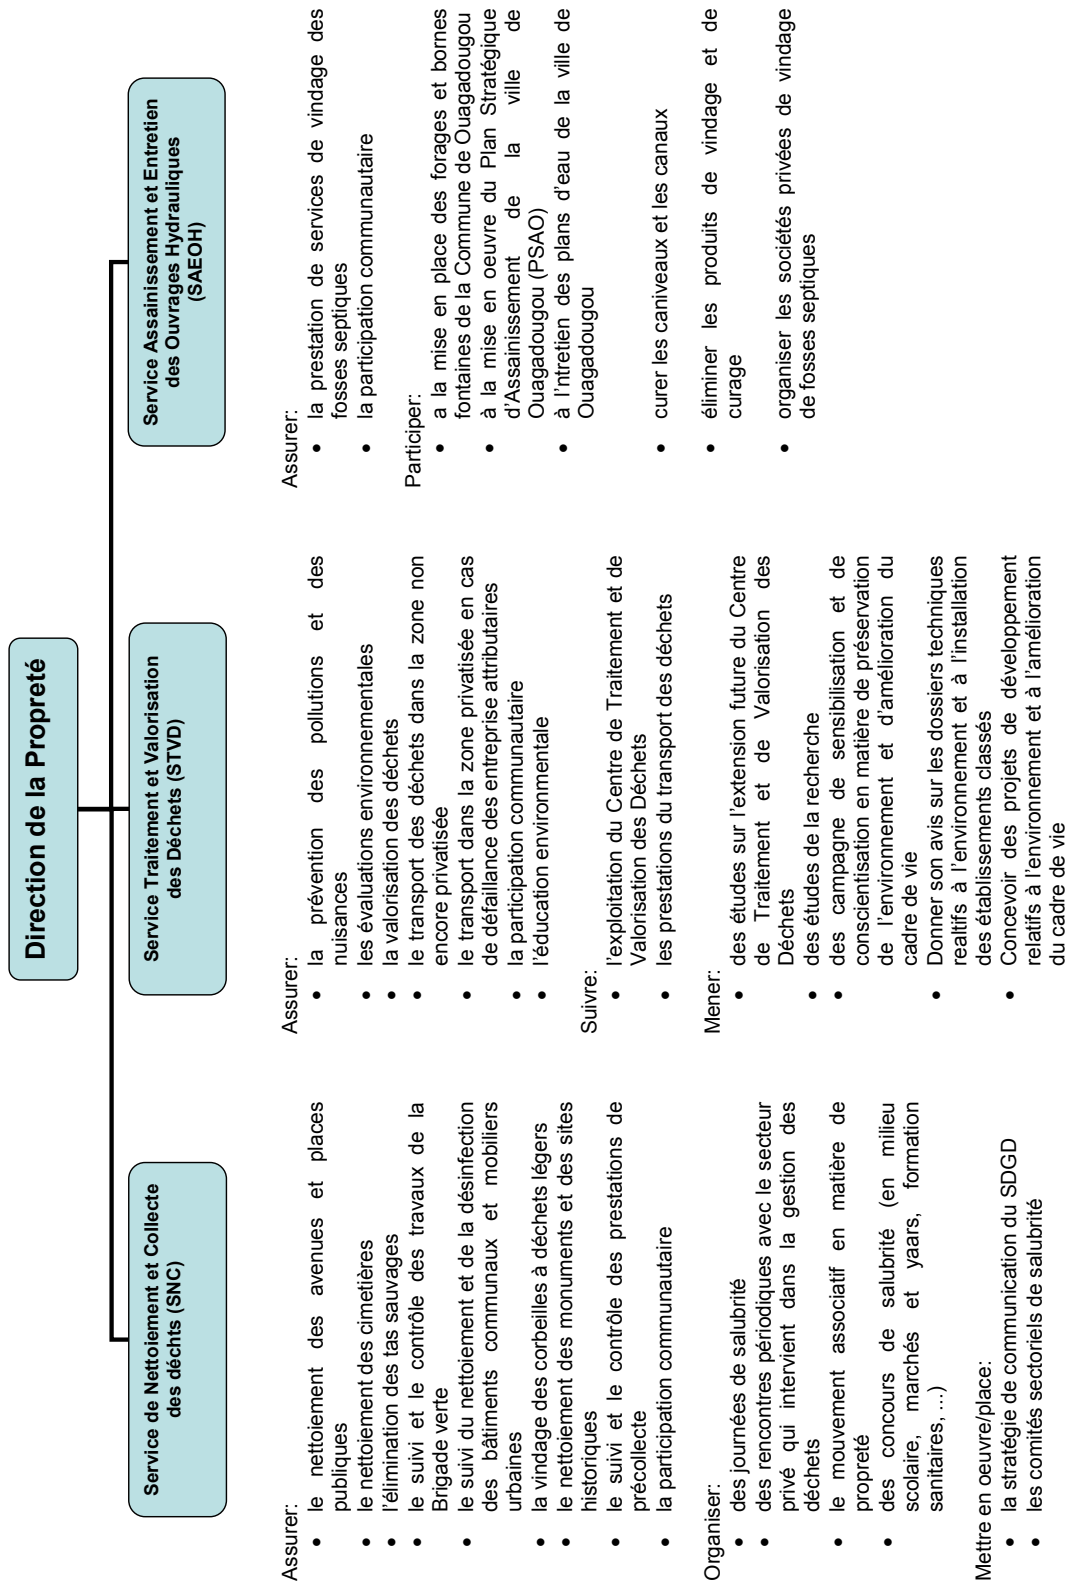 Direction de la Propreté
Service de Nettoiement et Collecte
des déchts (SNC)
Assurer:
• le nettoiement des avenues et places
publiques
• le nettoiement des cimetières
• l'élimination des tas sauvages
• le suivi et le contrôle des travaux de la
Brigade verte
• le suivi du nettoiement et de la désinfection
des bâtiments communaux et mobiliers
urbaines
• la vindage des corbeilles à déchets légers
• le nettoiement des monuments et des sites
historiques
• le suivi et le contrôle des prestations de
précollecte
• la participation communautaire
Organiser:
• des journées de salubrité
• des rencontres périodiques avec le secteur
privé qui intervient dans la gestion des
déchets
• le mouvement associatif en matière de
propreté
• des concours de salubrité (en milieu
scolaire, marchés et yaars, formation
sanitaires, ...)
Mettre en oeuvre/place:
• la stratégie de communication du SDGD
• les comités sectoriels de salubrité
Service Traitement et Valorisation
des Déchets (STVD)
Assurer:
• la prévention des pollutions et des
nuisances
• les évaluations environnementales
• la valorisation des déchets
• le transport des déchets dans la zone non
encore privatisée
• le transport dans la zone privatisée en cas
de défaillance des entreprise attributaires
• la participation communautaire
• l'éducation environmentale
Suivre:
• l'exploitation du Centre de Traitement et de
Valorisation des Déchets
• les prestations du transport des déchets
Mener:
• des études sur l'extension future du Centre
de Traitement et de Valorisation des
Déchets
• des études de la recherche
• des campagne de sensibilisation et de
conscientisation en matière de préservation
de l'environnement et d'amélioration du
cadre de vie
• Donner son avis sur les dossiers techniques
realtifs à l'environnement et à l'installation
des établissements classés
• Concevoir des projets de développement
relatifs à l'environnement et à l'amélioration
du cadre de vie
Service Assainissement et Entretien
des Ouvrages Hydrauliques
(SAEOH)
Assurer:
• la prestation de services de vindage des
fosses septiques
• la participation communautaire
Participer:
• a la mise en place des forages et bornes
fontaines de la Commune de Ouagadougou
• à la mise en oeuvre du Plan Stratégique
d'Assainissement de la ville de
Ouagadougou (PSAO)
• à l'ntretien des plans d'eau de la ville de
Ouagadougou
• curer les caniveaux et les canaux
• éliminer les produits de vindage et de
curage
• organiser les sociétés privées de vindage
de fosses septiques